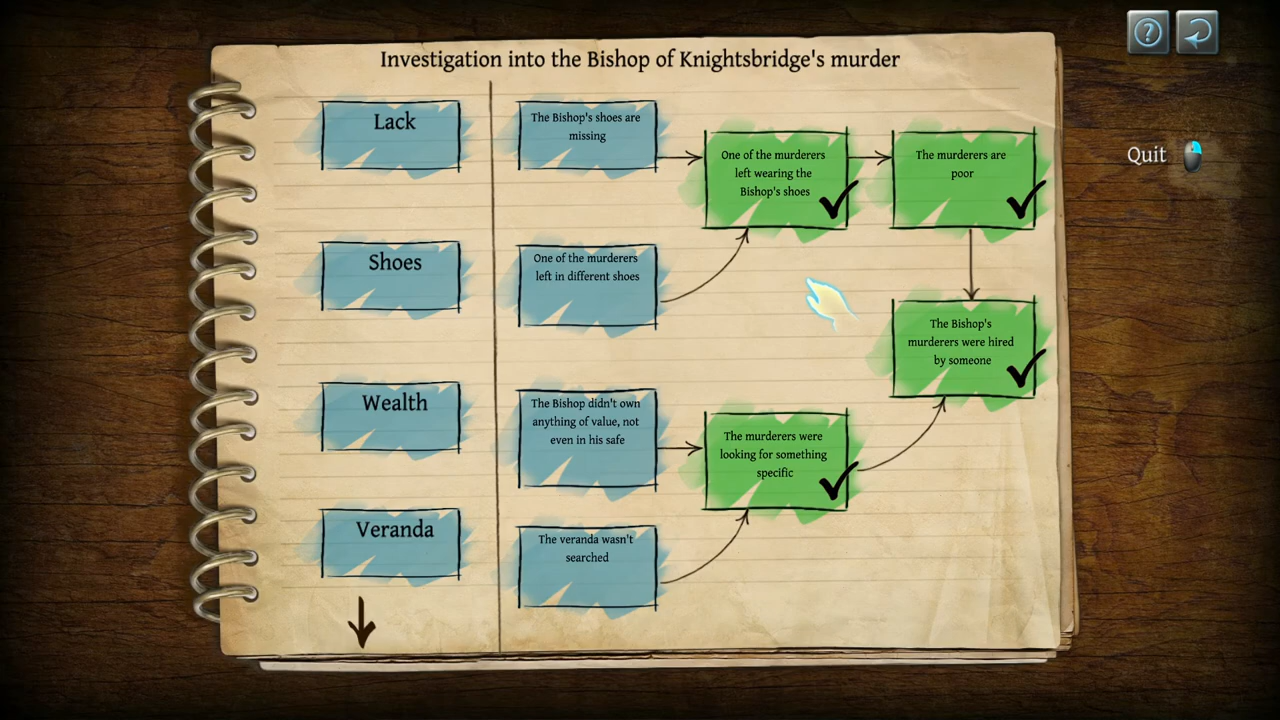 Investigation into the Bishop of Knightsbridge's murder
?
Quit
Lack
Shoes
Wealth
Veranda
The Bishop's shoes are
missing
One of the murderers
left in different shoes
The Bishop didn't own
anything of value, not
even in his safe
The veranda wasn't
searched
One of the murderers
left wearing the
Bishop's shoes
The murderers were
looking for something
specific
The murderers are
poor
The Bishop's
murderers were hired
by someone